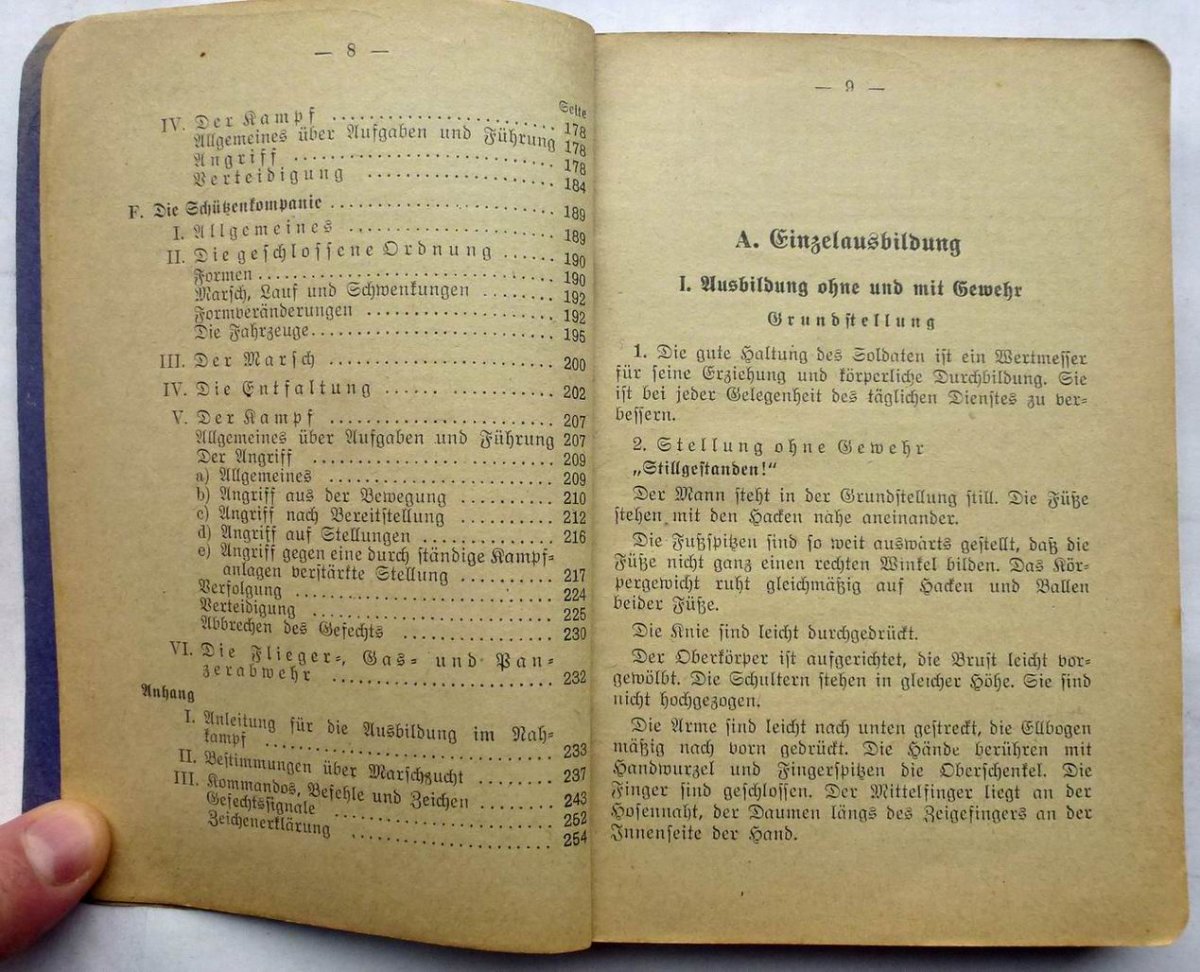 — 8 —
Seite
IV. Der Kampf ........................ 178
Allgemeines über Aufgaben und Führung 178
Angriff ........................ 178
Verteidigung ........................ 184
F. Die Schützenkompanie ........................ 189
I. Allgemeines ........................ 189
II. Die geschlossene Ordnung ...... 190
Formen ........................ 190
Marsch, Lauf und Schwenkungen ........ 192
Formveränderungen ........................ 192
Die Fahrzeuge ........................ 195
III. Der Marsch ........................ 200
IV. Die Entfaltung ........................ 202
V. Der Kampf ........................ 207
Allgemeines über Aufgaben und Führung 207
Der Angriff ........................ 209
a) Allgemeines ........................ 209
b) Angriff aus der Bewegung .......... 210
c) Angriff nach Bereitstellung .......... 212
d) Angriff auf Stellungen .............. 216
e) Angriff gegen eine durch ständige Kampf-
anlagen verstärkte Stellung .......... 217
Verfolgung ........................ 224
Verteidigung ........................ 225
Abbrechen des Gefechts ................ 230
VI. Die Flieger-, Gas- und Pan-
zerabwehr ........................ 232
Anhang
I. Anleitung für die Ausbildung im Nah-
kampf ........................ 233
II. Bestimmungen über Marschzucht ........ 237
III. Kommandos, Befehle und Zeichen ........ 243
Gefechtssignale ........................ 252
Zeichenerklärung ........................ 254
— 9 —
A. Einzelausbildung
I. Ausbildung ohne und mit Gewehr
Grundstellung
1. Die gute Haltung des Soldaten ist ein Wertmesser
für seine Erziehung und körperliche Durchbildung. Sie
ist bei jeder Gelegenheit des täglichen Dienstes zu ver-
bessern.
2. Stellung ohne Gewehr
„Stillgestanden!“
Der Mann steht in der Grundstellung still. Die Füße
stehen mit den Hacken nahe aneinander.
Die Fußspitzen sind so weit auswärts gestellt, daß die
Füße nicht ganz einen rechten Winkel bilden. Das Kör-
pergewicht ruht gleichmäßig auf Hacken und Ballen
beider Füße.
Die Knie sind leicht durchgedrückt.
Der Oberkörper ist aufgerichtet, die Brust leicht vor-
gewölbt. Die Schultern stehen in gleicher Höhe. Sie sind
nicht hochgezogen.
Die Arme sind leicht nach unten gestreckt, die Ellbogen
mäßig nach vorn gedrückt. Die Hände berühren mit
Handwurzel und Fingerspitzen die Oberschenkel. Die
Finger sind geschlossen. Der Mittelfinger liegt an der
Hosennaht, der Daumen längs des Zeigefingers an der
Innenseite der Hand.